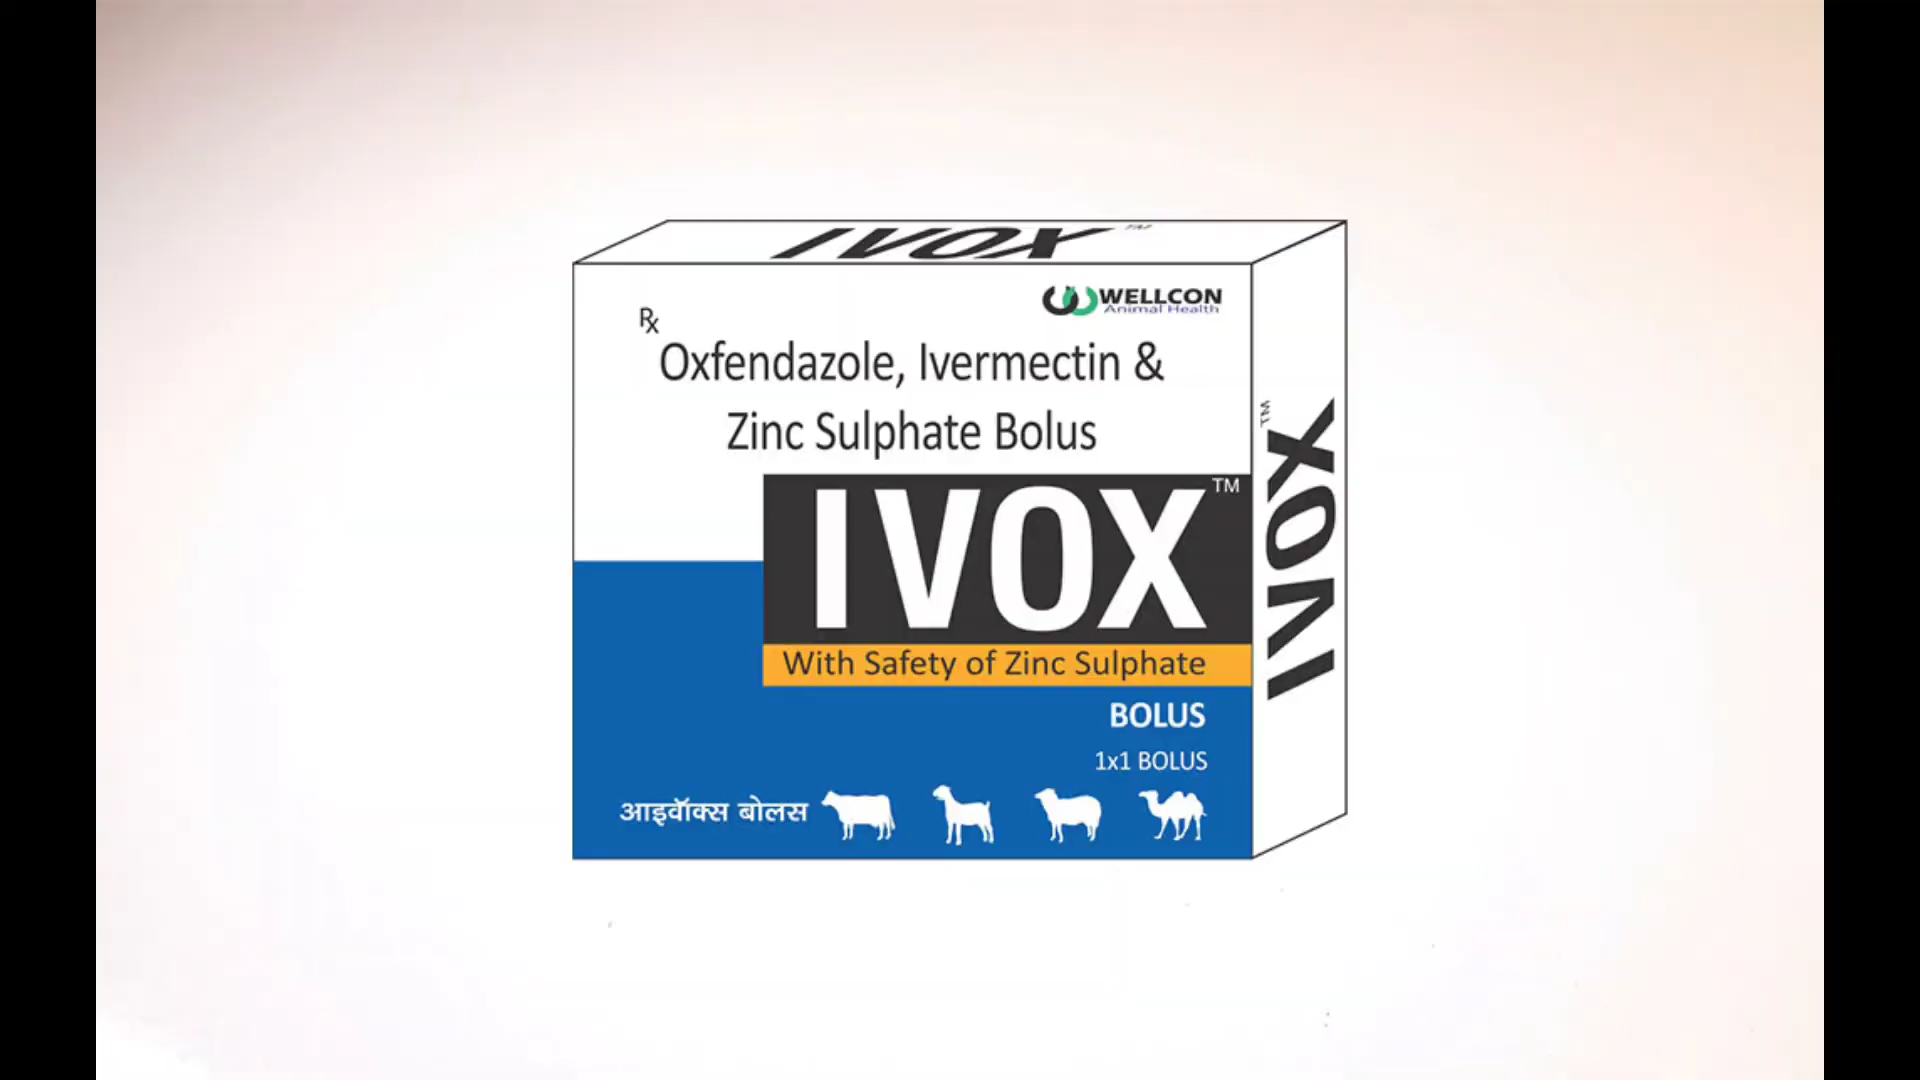 IVOX™
WELLCON
Animal Health
Rx
Oxfendazole, Ivermectin &
Zinc Sulphate Bolus
IVOX™
With Safety of Zinc Sulphate
BOLUS
1x1 BOLUS
आइवॉक्स बोलस
IVOX™